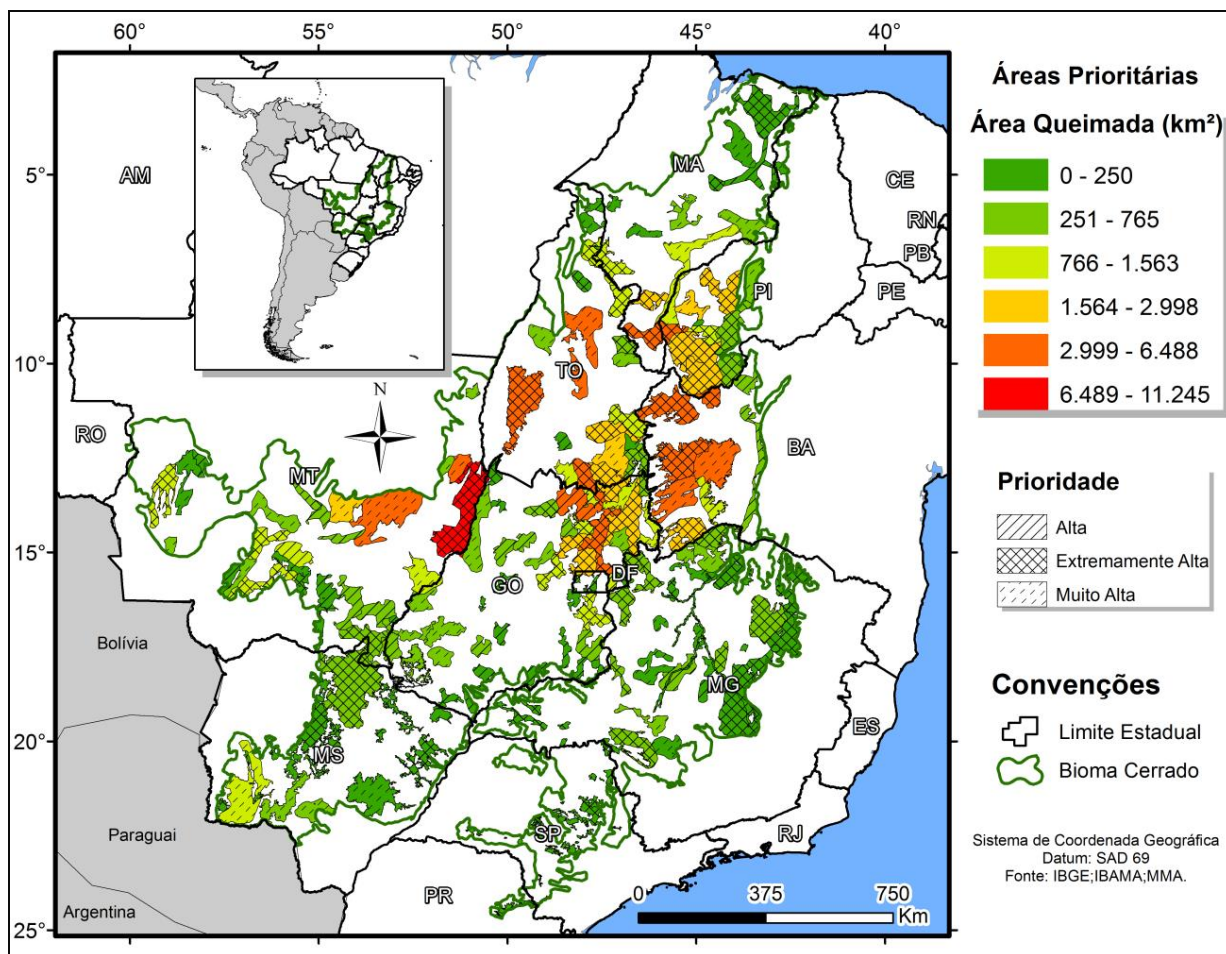 60° 55° 50° 45° 40°
5°
10°
15°
20°
25°
AM
MA
CE
RN
PB
PI
PE
TO
RO
MT
BA
GO
DF
Bolívia
MG
ES
MS
Paraguai
SP
RJ
PR
Argentina
N
0 375 750
Km
Áreas Prioritárias
Área Queimada (km²)
0 - 250
251 - 765
766 - 1.563
1.564 - 2.998
2.999 - 6.488
6.489 - 11.245
Prioridade
Alta
Extremamente Alta
Muito Alta
Convenções
Limite Estadual
Bioma Cerrado
Sistema de Coordenada Geográfica
Datum: SAD 69
Fonte: IBGE;IBAMA;MMA.